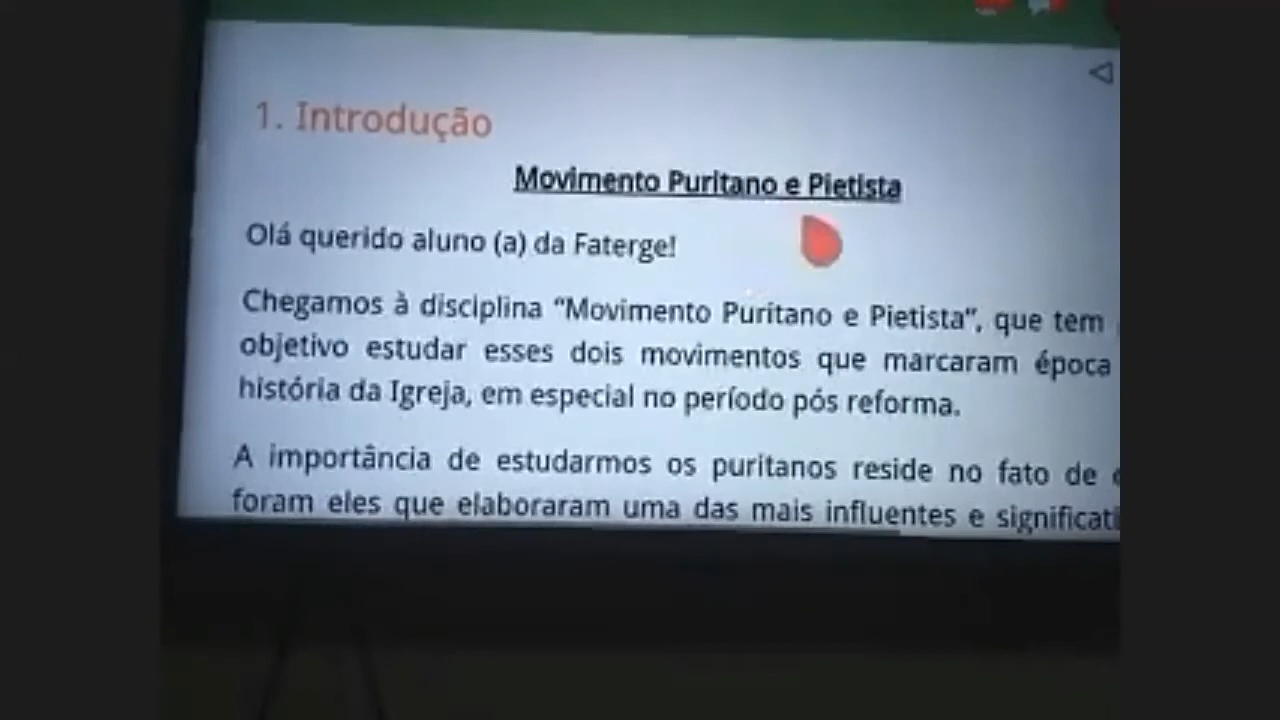 1. Introdução
Movimento Puritano e Pietista
Olá querido aluno (a) da Faterge!
Chegamos à disciplina “Movimento Puritano e Pietista”, que tem
objetivo estudar esses dois movimentos que marcaram época
história da Igreja, em especial no período pós reforma.
A importância de estudarmos os puritanos reside no fato de
foram eles que elaboraram uma das mais influentes e significati